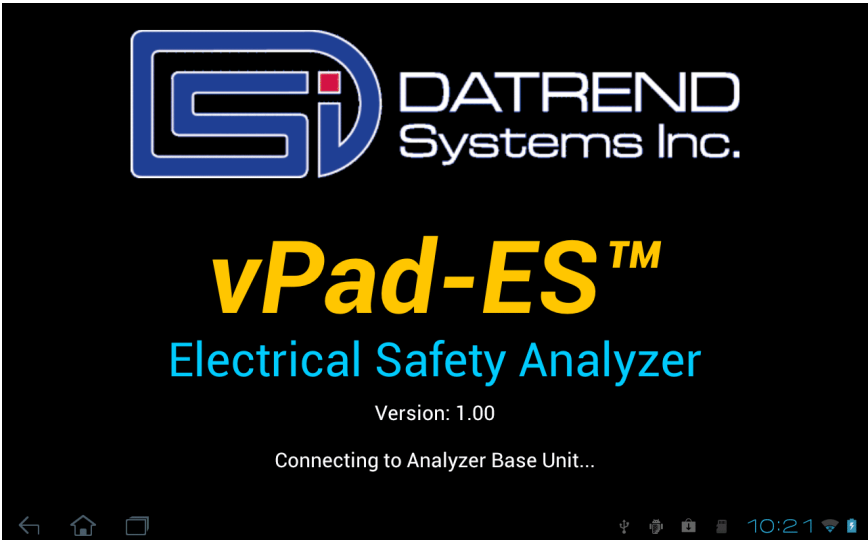 DATREND
Systems Inc.
vPad-ES™
Electrical Safety Analyzer
Version: 1.00
Connecting to Analyzer Base Unit...
10:21